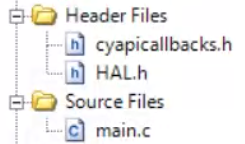 Header Files
h cyapicallbacks.h
h HAL.h
Source Files
c main.c